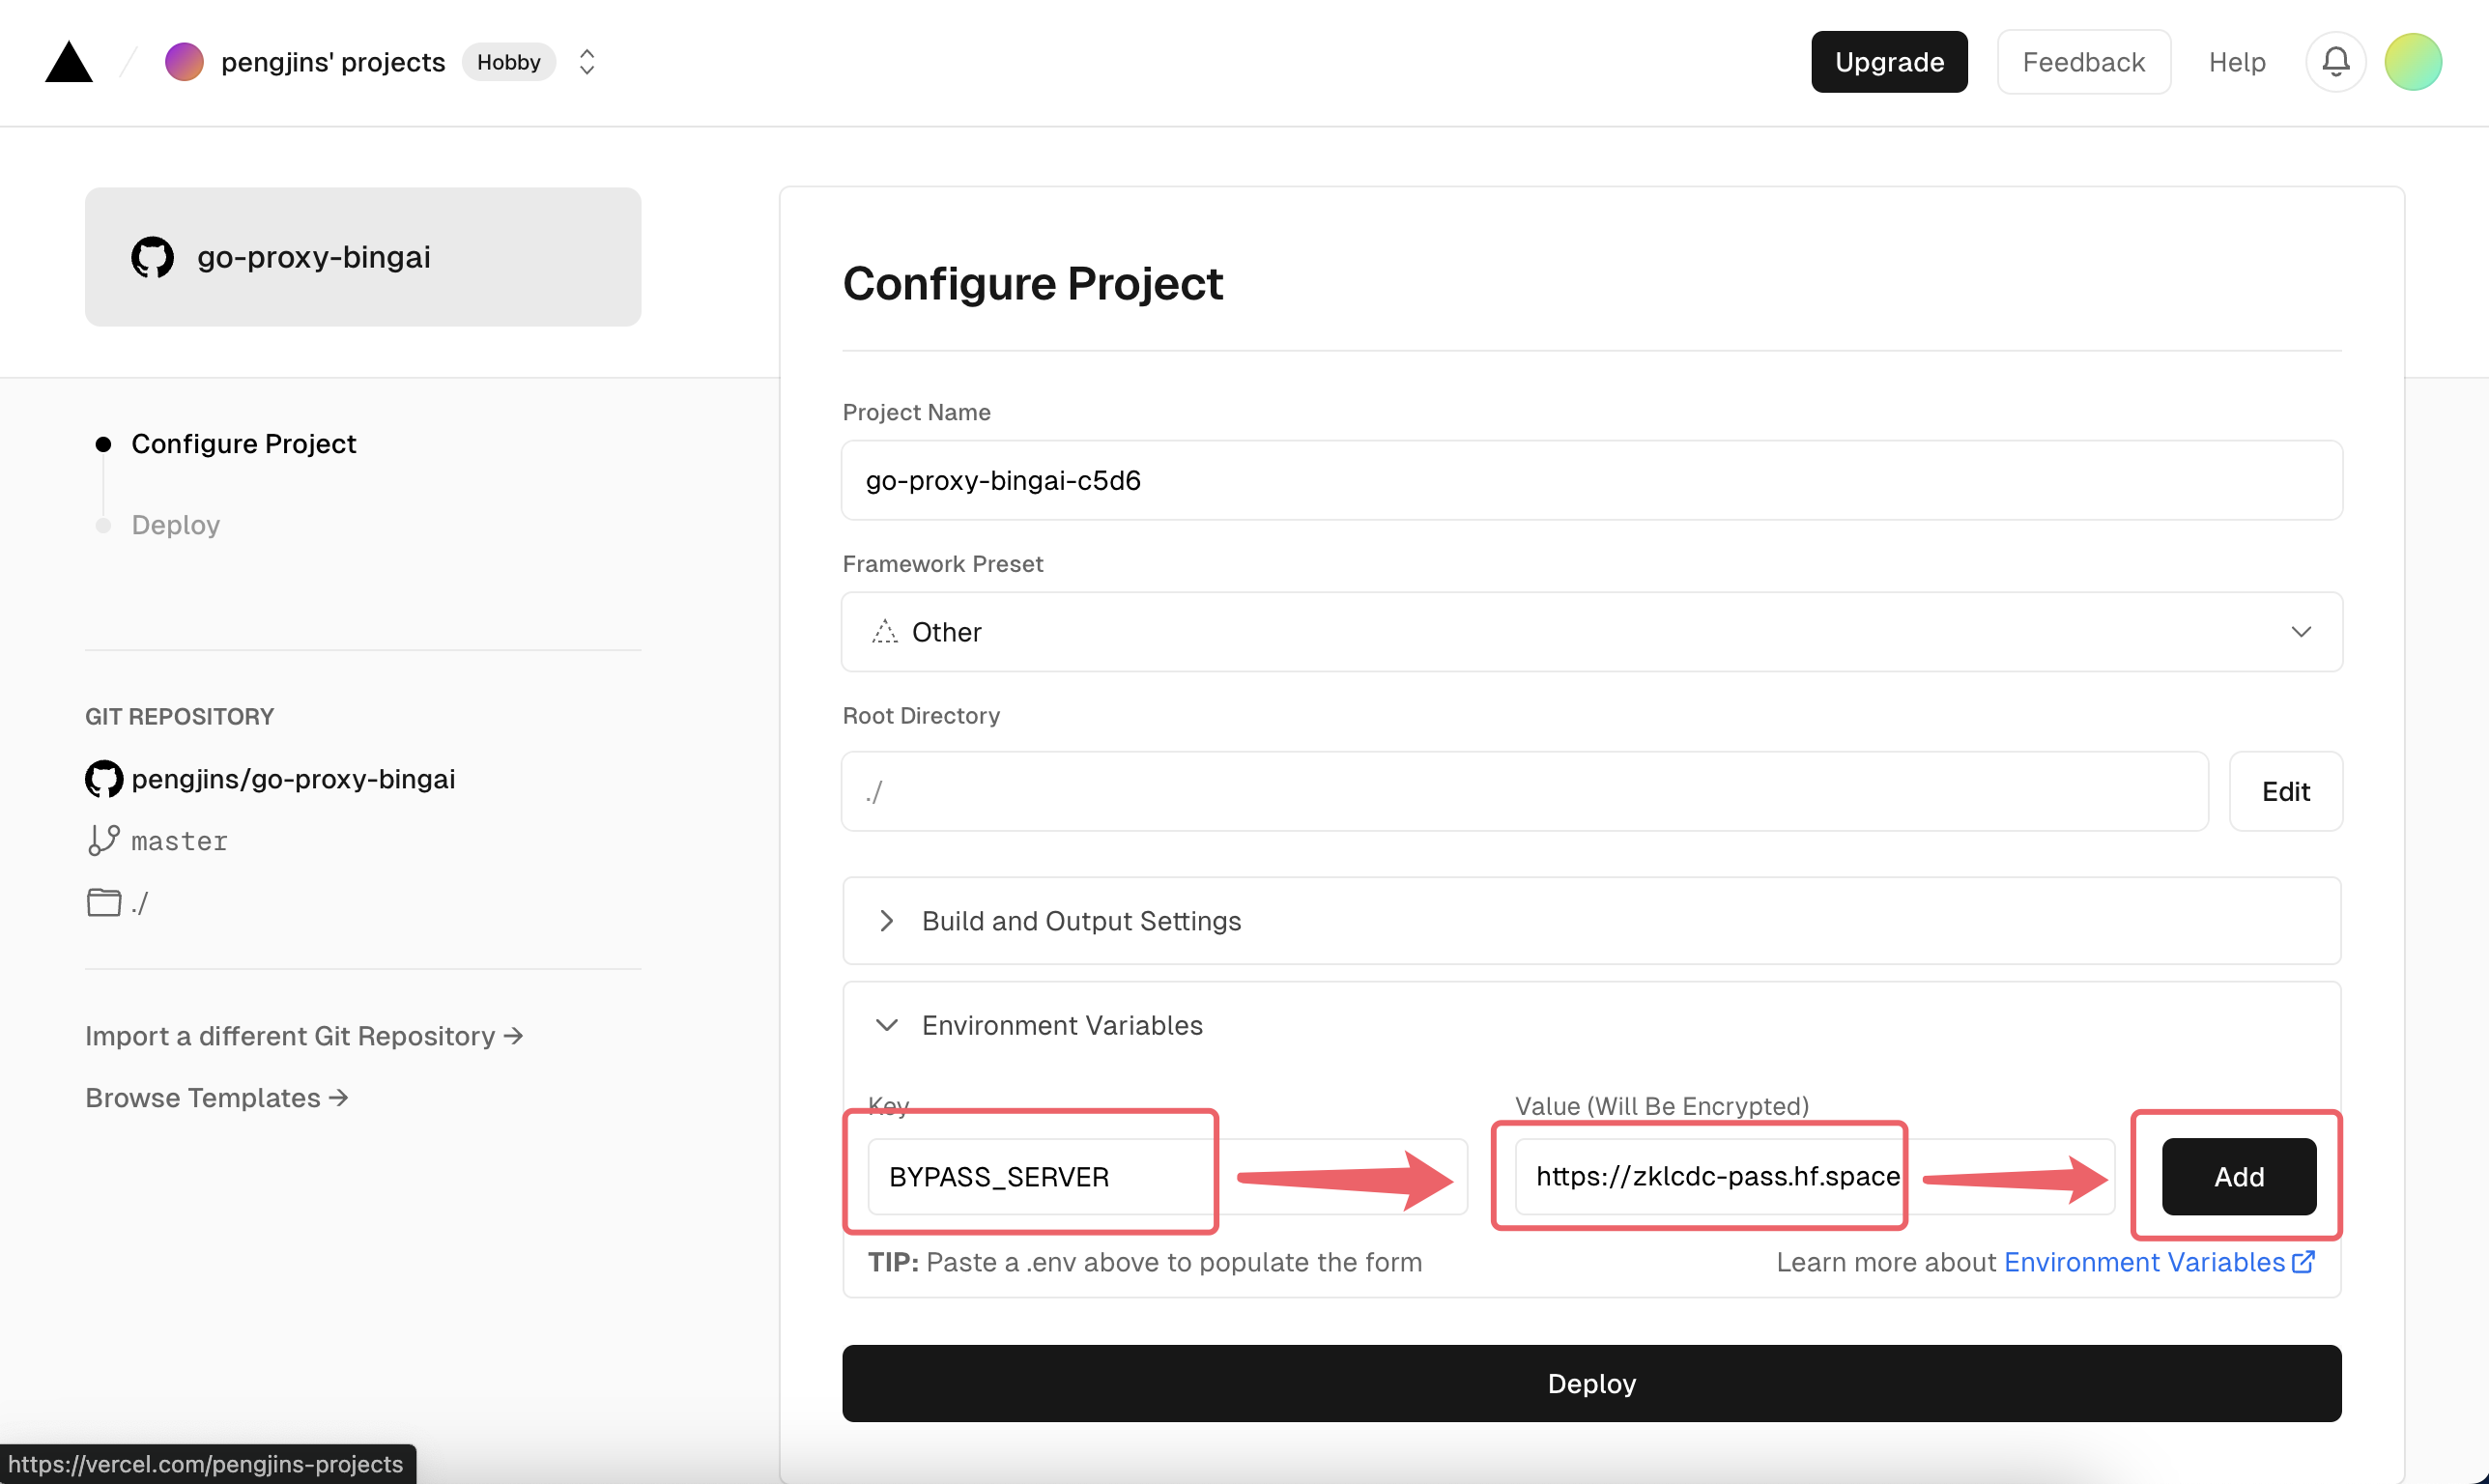 pengjins' projects Hobby
Upgrade Feedback Help
go-proxy-bingai
Configure Project
Deploy
GIT REPOSITORY
pengjins/go-proxy-bingai
master
./
Import a different Git Repository →
Browse Templates →
Configure Project
Project Name
go-proxy-bingai-c5d6
Framework Preset
Other
Root Directory
./ Edit
Build and Output Settings
Environment Variables
Key Value (Will Be Encrypted)
BYPASS_SERVER https://zklcdc-pass.hf.space Add
TIP: Paste a .env above to populate the form Learn more about Environment Variables
Deploy
https://vercel.com/pengjins-projects